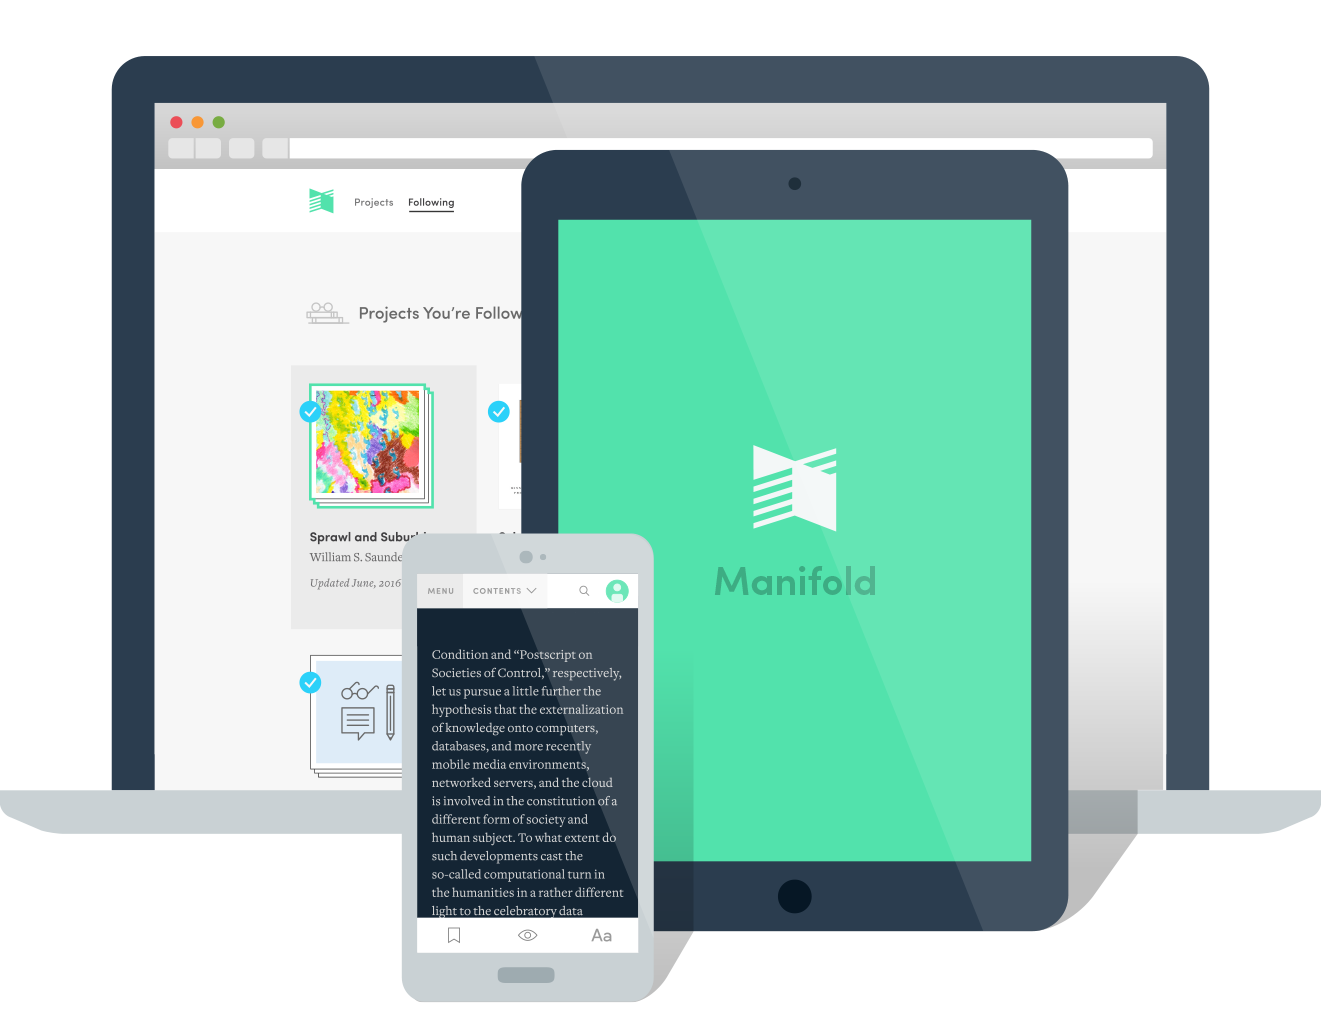 Projects Following
Projects You’re Follow
Sprawl and Subur
William S. Saunde
Updated June, 2016
Manifold
MENU CONTENTS
Condition and “Postscript on
Societies of Control,” respectively,
let us pursue a little further the
hypothesis that the externalization
of knowledge onto computers,
databases, and more recently
mobile media environments,
networked servers, and the cloud
is involved in the constitution of a
different form of society and
human subject. To what extent do
such developments cast the
so-called computational turn in
the humanities in a rather different
light to the celebratory data
Aa